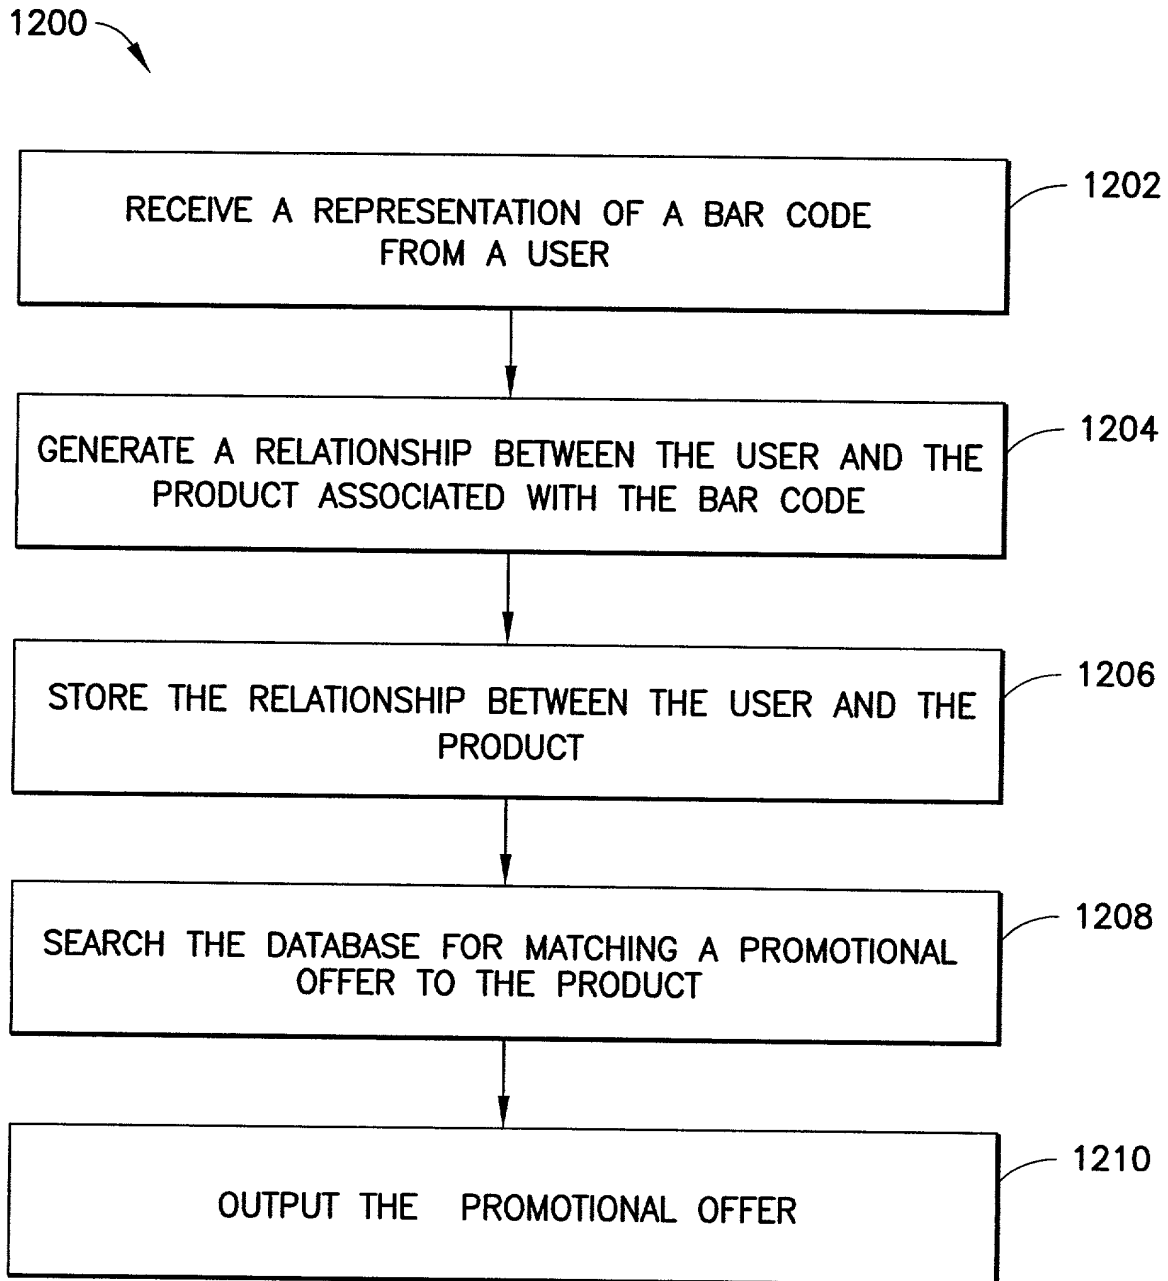 1200
RECEIVE A REPRESENTATION OF A BAR CODE
FROM A USER
1202
GENERATE A RELATIONSHIP BETWEEN THE USER AND THE
PRODUCT ASSOCIATED WITH THE BAR CODE
1204
STORE THE RELATIONSHIP BETWEEN THE USER AND THE
PRODUCT
1206
SEARCH THE DATABASE FOR MATCHING A PROMOTIONAL
OFFER TO THE PRODUCT
1208
OUTPUT THE PROMOTIONAL OFFER
1210